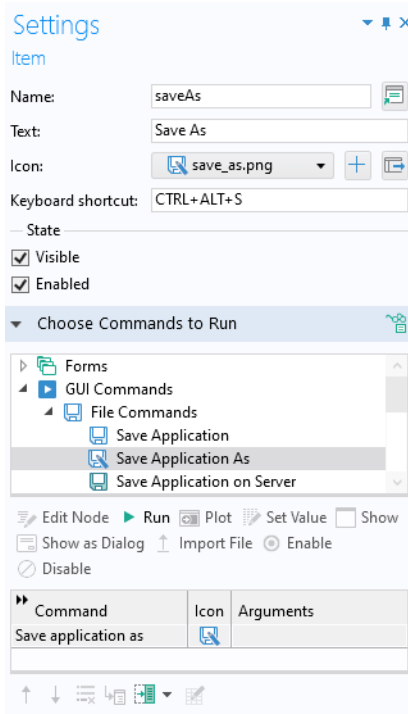 Settings
Item
Name: saveAs
Text: Save As
Icon: save_as.png
Keyboard shortcut: CTRL+ALT+S
State
Visible
Enabled
Choose Commands to Run
Forms
GUI Commands
File Commands
Save Application
Save Application As
Save Application on Server
Edit Node Run Plot Set Value Show
Show as Dialog Import File Enable
Disable
Command Icon Arguments
Save application as